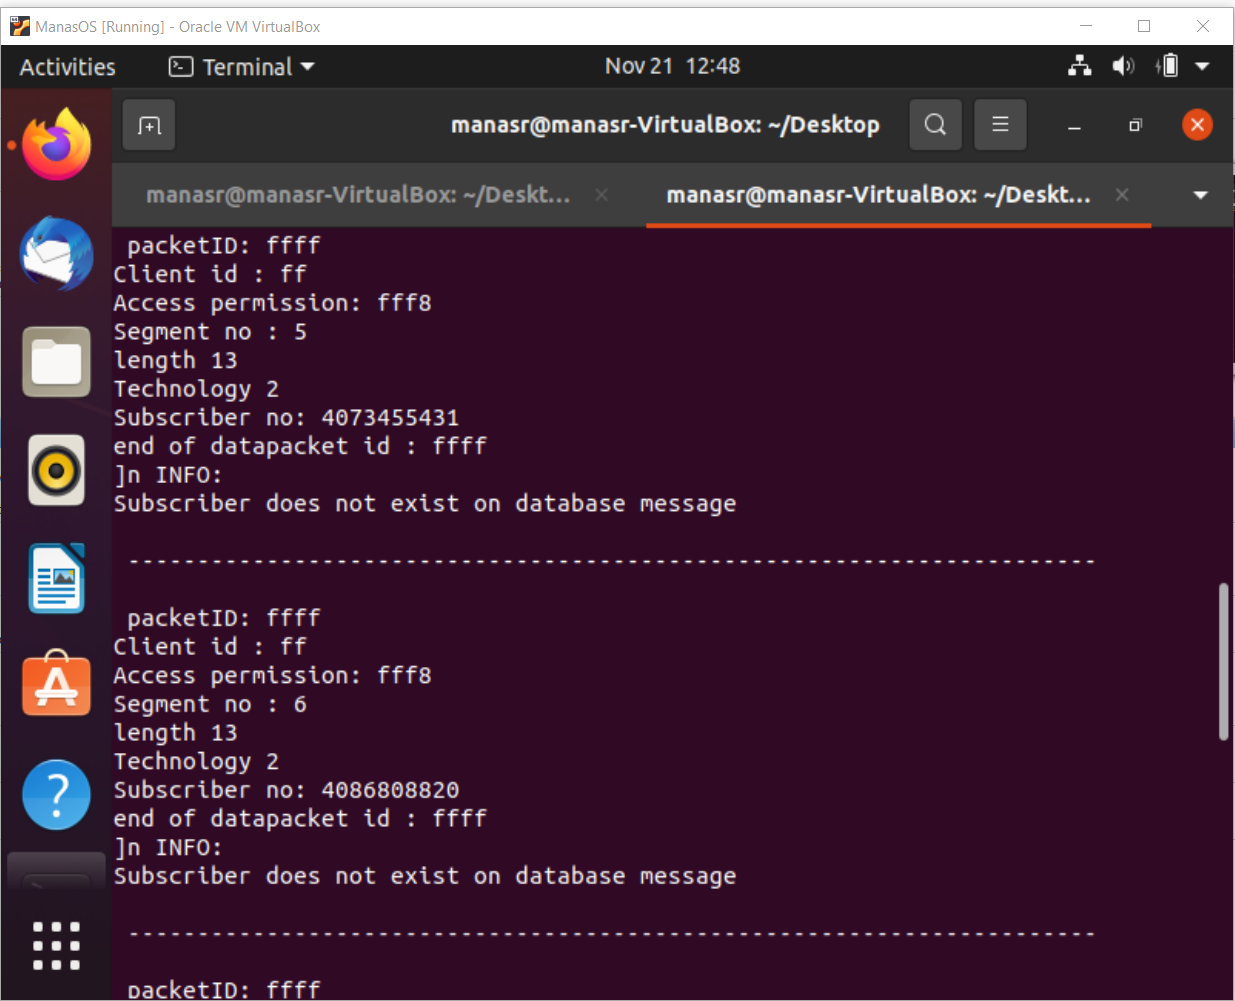 ManasOS [Running] - Oracle VM VirtualBox
Activities
Terminal
Nov 21 12:48
manasr@manasr-VirtualBox: ~/Desktop
manasr@manasr-VirtualBox: ~/Deskt...
manasr@manasr-VirtualBox: ~/Deskt...
packetID: ffff
Client id : ff
Access permission: fff8
Segment no : 5
length 13
Technology 2
Subscriber no: 4073455431
end of datapacket id : ffff
]n INFO:
Subscriber does not exist on database message
----------------------------------------------------------------------
packetID: ffff
Client id : ff
Access permission: fff8
Segment no : 6
length 13
Technology 2
Subscriber no: 4086808820
end of datapacket id : ffff
]n INFO:
Subscriber does not exist on database message
----------------------------------------------------------------------
packetID: ffff